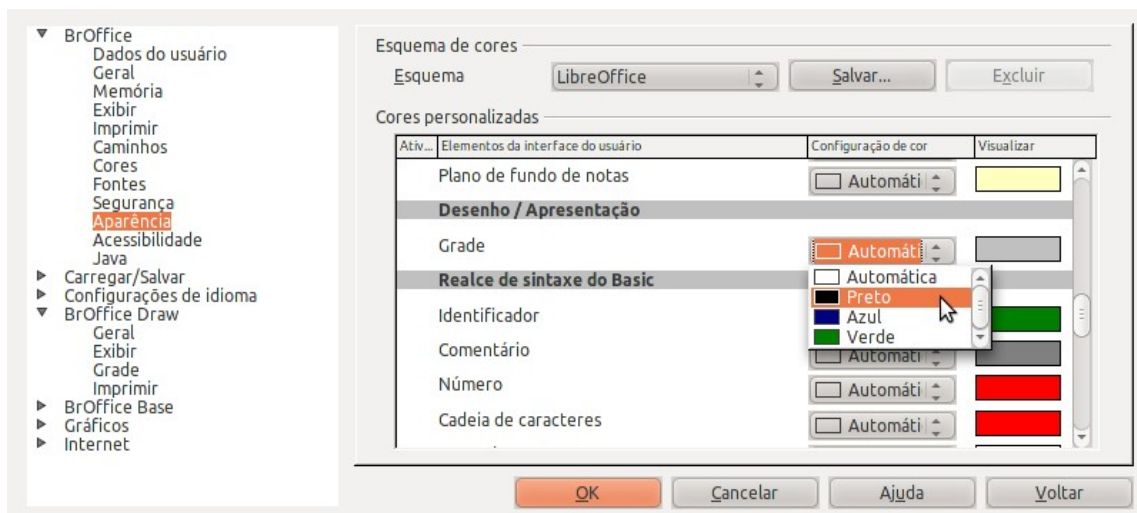 BrOffice
Dados do usuário
Geral
Memória
Exibir
Imprimir
Caminhos
Cores
Fontes
Segurança
Aparência
Acessibilidade
Java
Carregar/Salvar
Configurações de idioma
BrOffice Draw
Geral
Exibir
Grade
Imprimir
BrOffice Base
Gráficos
Internet
Esquema de cores
Esquema LibreOffice Salvar... Excluir
Cores personalizadas
Ativ... Elementos da interface do usuário Configuração de cor Visualizar
Plano de fundo de notas Automáti
Desenho / Apresentação
Grade Automáti
Automática
Realce de sintaxe do Basic
Preto
Identificador
Azul
Verde
Comentário Automáti
Número Automáti
Cadeia de caracteres Automáti
OK Cancelar Ajuda Voltar